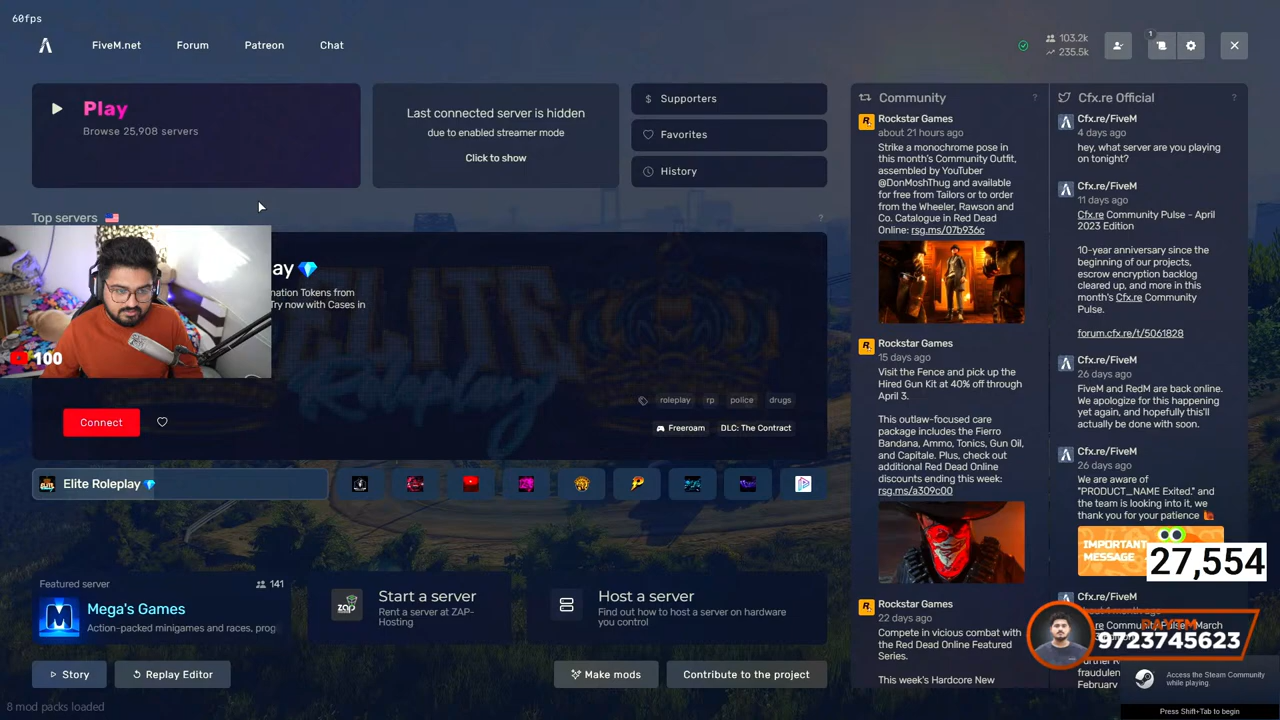 60fps
FiveM.net
Forum
Patreon
Chat
103.2k
235.5k
1
Play
Browse 25,908 servers
Last connected server is hidden
due to enabled streamer mode
Click to show
Supporters
Favorites
History
Top servers
?
ay 💎
nation Tokens from
Try now with Cases in
100
ELITE
Roleplay
roleplay
rp
police
drugs
Connect
Freeroam
DLC: The Contract
Elite Roleplay 💎
Featured server
141
Mega's Games
Action-packed minigames and races, prog
Start a server
Rent a server at ZAP-
Hosting
Host a server
Find out how to host a server on hardware
you control
Story
Replay Editor
Make mods
Contribute to the project
8 mod packs loaded
Community
?
Rockstar Games
about 21 hours ago
Strike a monochrome pose in
this month's Community Outfit,
assembled by YouTuber
@DonMoshThug and available
for free from Tailors or to order
from the Wheeler, Rawson and
Co. Catalogue in Red Dead
Online: rsg.ms/07b936c
Rockstar Games
15 days ago
Visit the Fence and pick up the
Hired Gun Kit at 40% off through
April 3.
This outlaw-focused care
package includes the Fierro
Bandana, Ammo, Tonics, Gun Oil,
and Capitale. Plus, check out
additional Red Dead Online
discounts ending this week:
rsg.ms/a309c00
Rockstar Games
22 days ago
Compete in vicious combat with
the Red Dead Online Featured
Series.
This week's Hardcore New
Cfx.re Official
?
Cfx.re/FiveM
4 days ago
hey, what server are you playing
on tonight?
Cfx.re/FiveM
11 days ago
Cfx.re Community Pulse - April
2023 Edition
10-year anniversary since the
beginning of our projects,
escrow encryption backlog
cleared up, and more in this
month's Cfx.re Community
Pulse.
forum.cfx.re/t/5061828
Cfx.re/FiveM
26 days ago
FiveM and RedM are back online.
We apologize for this happening
yet again, and hopefully this'll
actually be done with soon.
Cfx.re/FiveM
26 days ago
We are aware of
"PRODUCT_NAME Exited." and
the team is looking into it, we
thank you for your patience
IMPORTANT
MESSAGE
27,554
Cfx.re/FiveM
month ago
.re Community Pulse - March
PAYTM
9723745623
fraudulen
February
Access the Steam Community
while playing.
Press Shift+Tab to begin